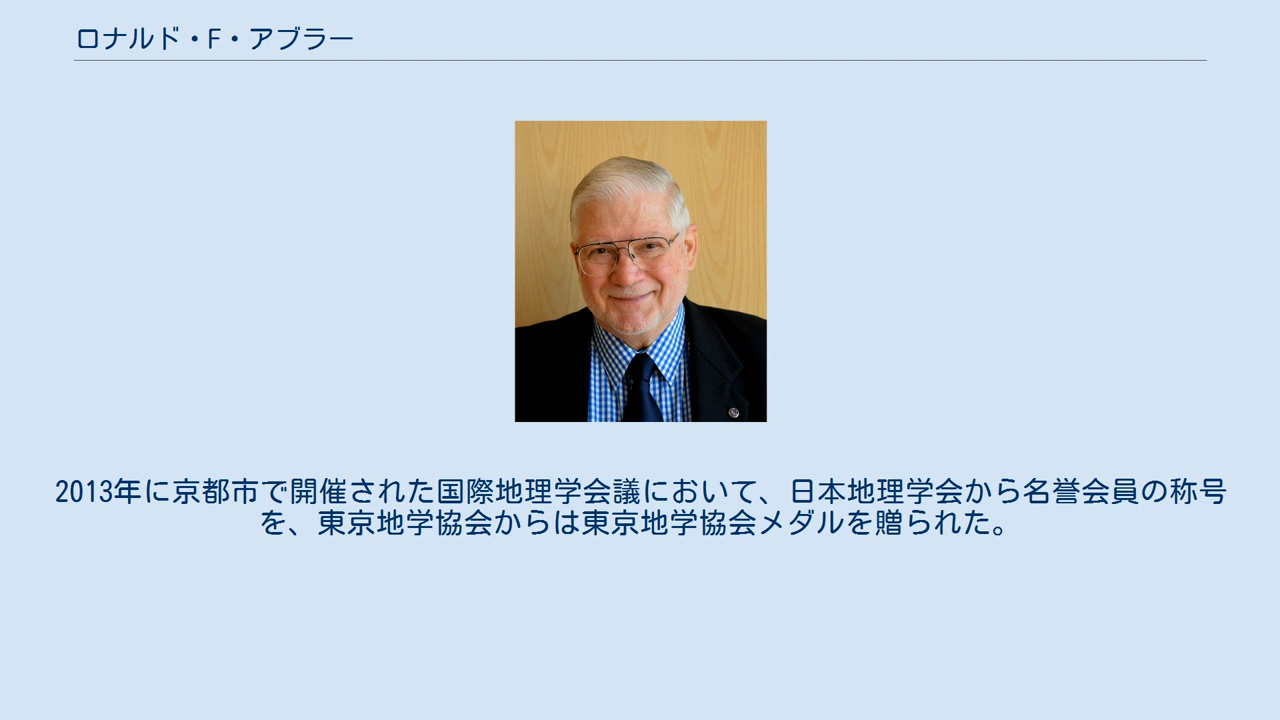 ロナルド・F・アブラー
2013年に京都市で開催された国際地理学会議において、日本地理学会から名誉会員の称号
を、東京地学協会からは東京地学協会メダルを贈られた。